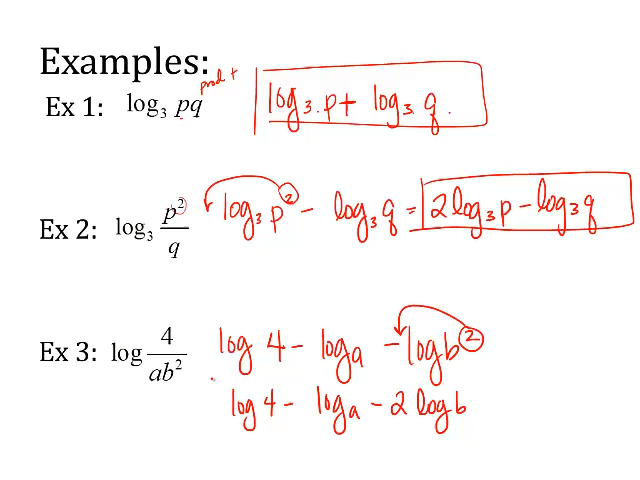 Examples:
prod +
Ex 1: log₃ pq log₃ p + log₃ q
Ex 2: log₃ p²/q log₃ p² − log₃ q = 2 log₃ p − log₃ q
Ex 3: log 4/ab² log 4 − log a − log b²
log 4 − log a − 2 log b